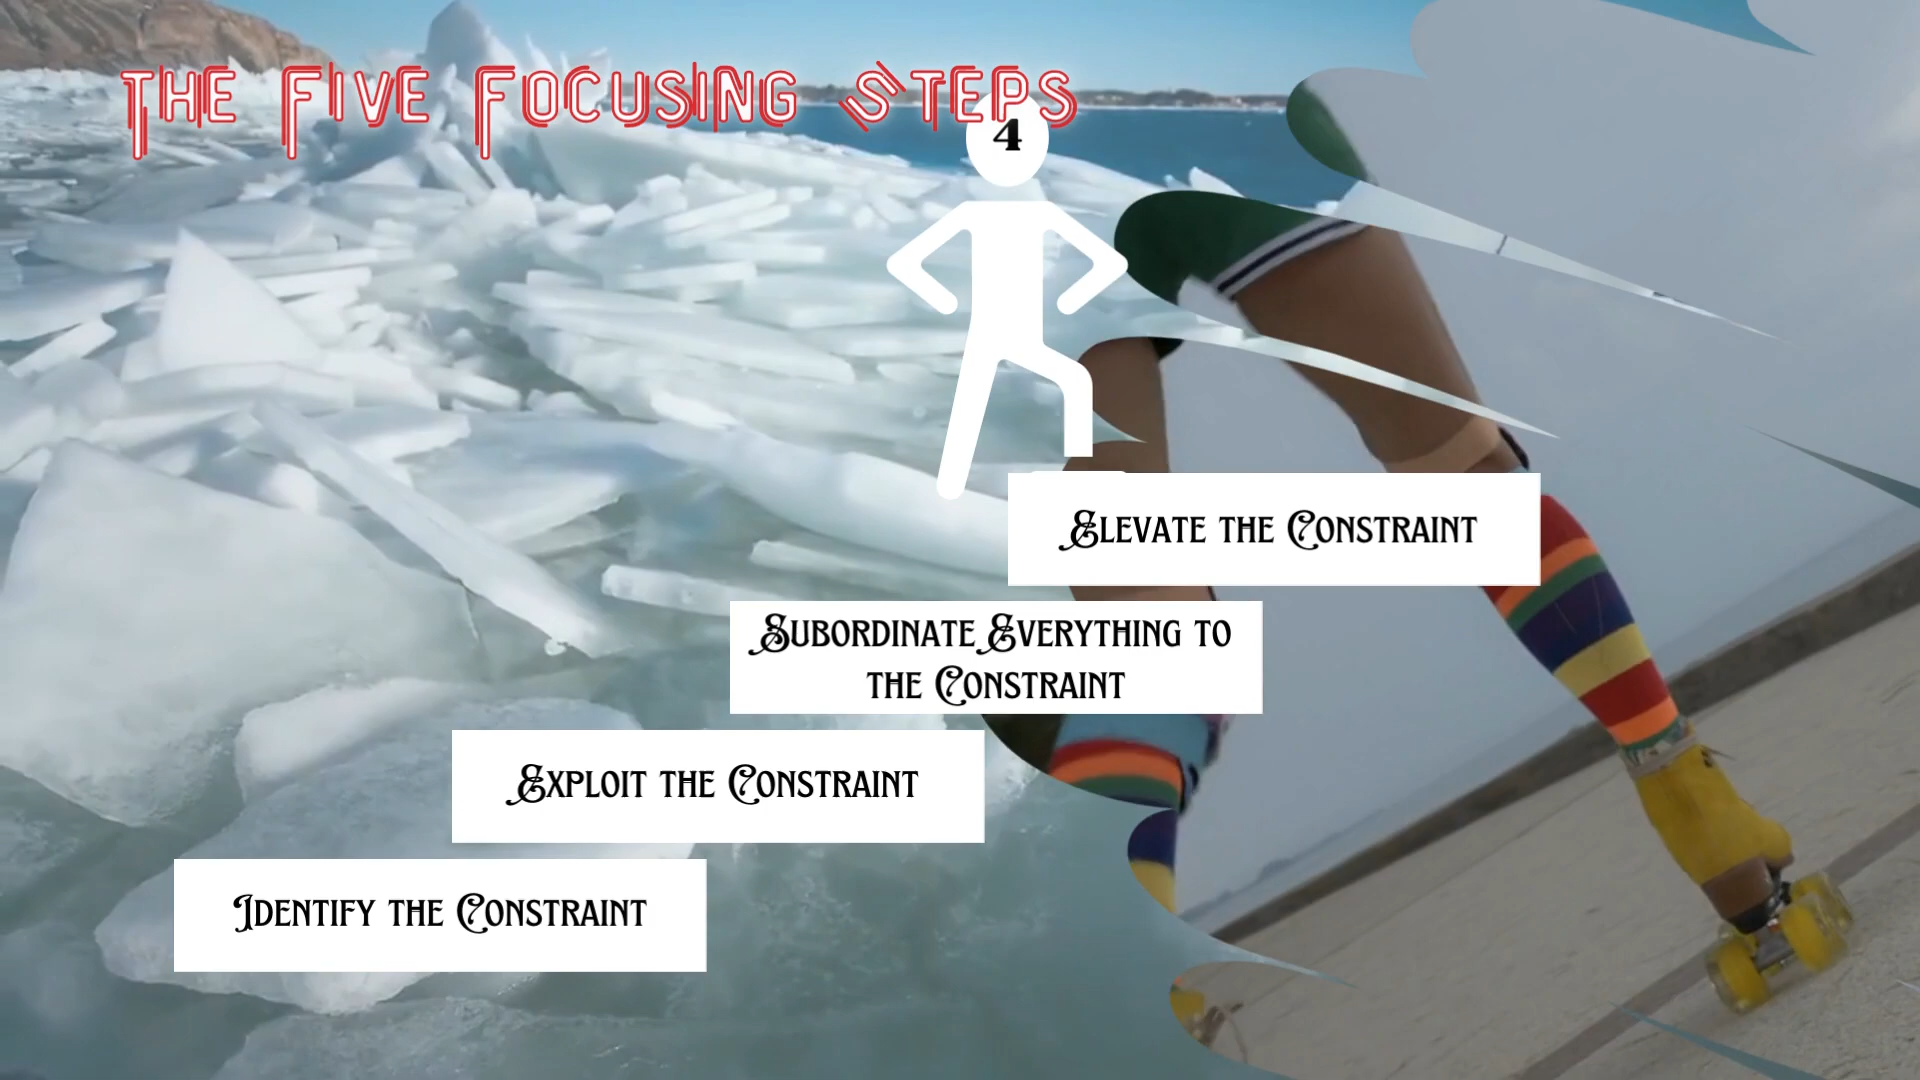 The Five Focusing Steps
4
Elevate the Constraint
Subordinate Everything to
the Constraint
Exploit the Constraint
Identify the Constraint